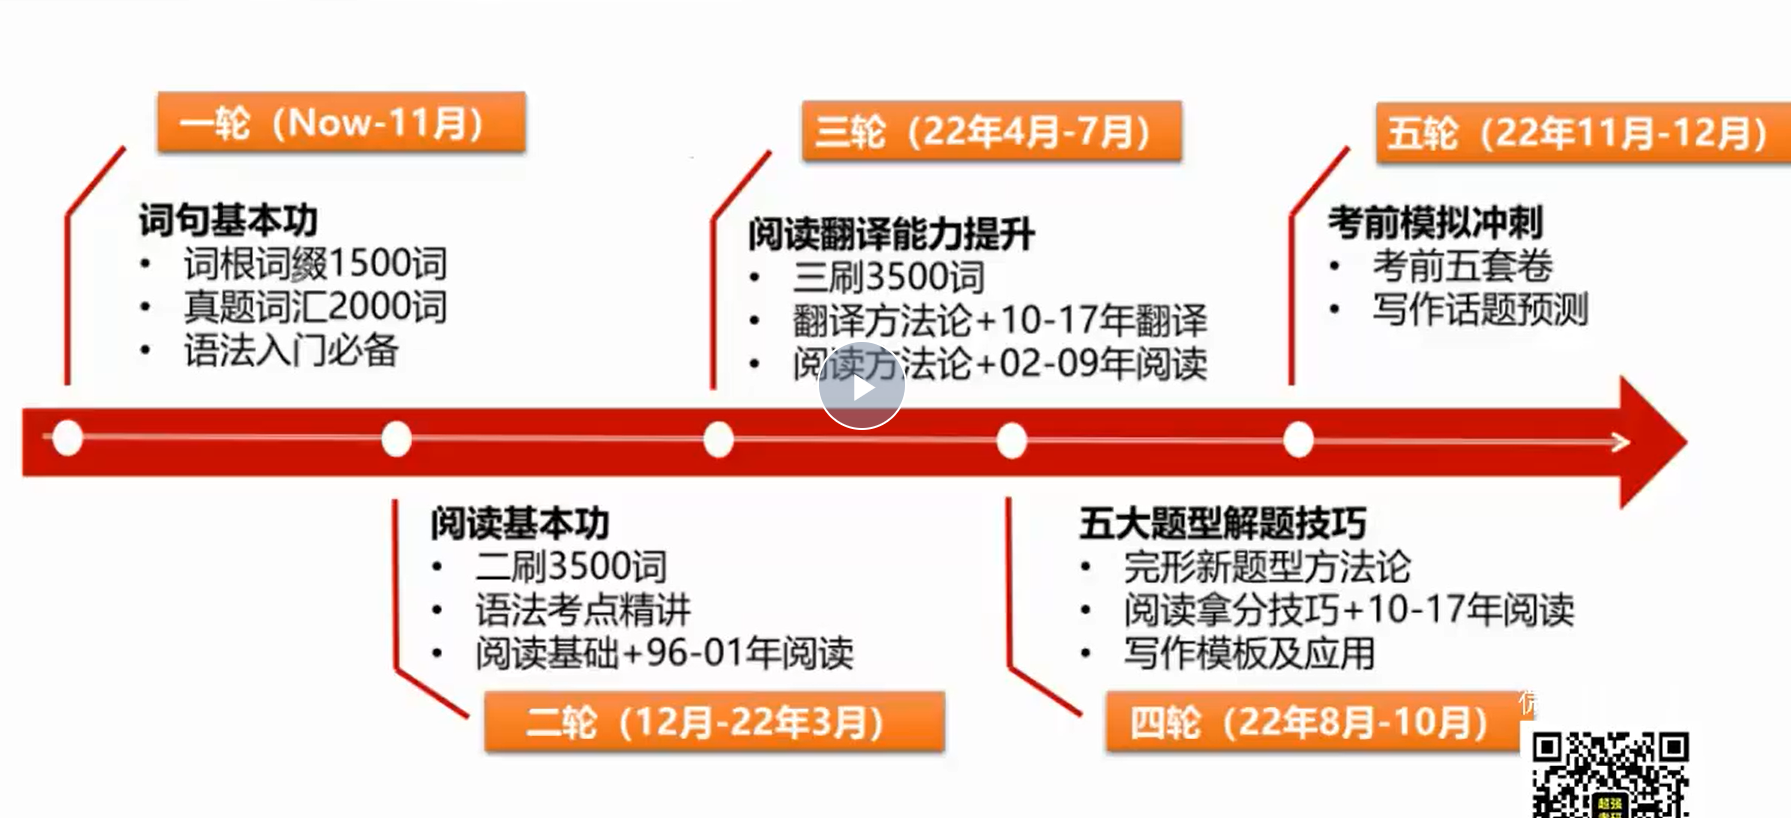 一轮（Now-11月）
词句基本功
• 词根词缀1500词
• 真题词汇2000词
• 语法入门必备
三轮（22年4月-7月）
阅读翻译能力提升
• 三刷3500词
• 翻译方法论+10-17年翻译
• 阅读方法论+02-09年阅读
五轮（22年11月-12月）
考前模拟冲刺
• 考前五套卷
• 写作话题预测
阅读基本功
• 二刷3500词
• 语法考点精讲
• 阅读基础+96-01年阅读
二轮（12月-22年3月）
五大题型解题技巧
• 完形新题型方法论
• 阅读拿分技巧+10-17年阅读
• 写作模板及应用
四轮（22年8月-10月）
超强